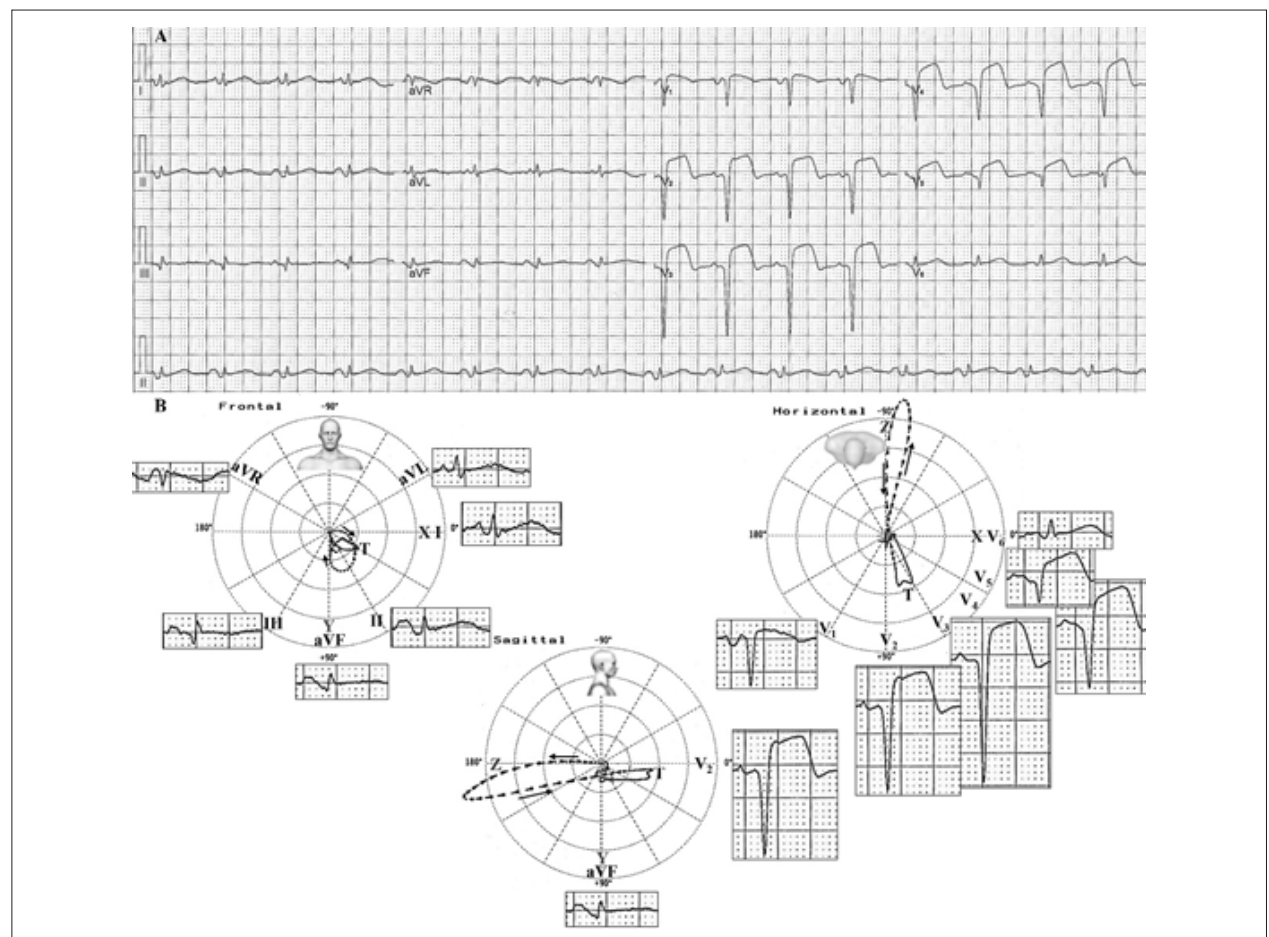 A
I aVR V1 V4
II aVL V2 V5
III aVF V3 V6
II
B
Frontal -90° Horizontal -90°
Z
aVR aVL
180° X I 0° 180° X V6 0°
T
V5
V4
T
IH Y II V1 V2 V3
aVF +90°
+90°
Sagittal -90°
180° Z V2 0°
T
Y
aVF
+90°